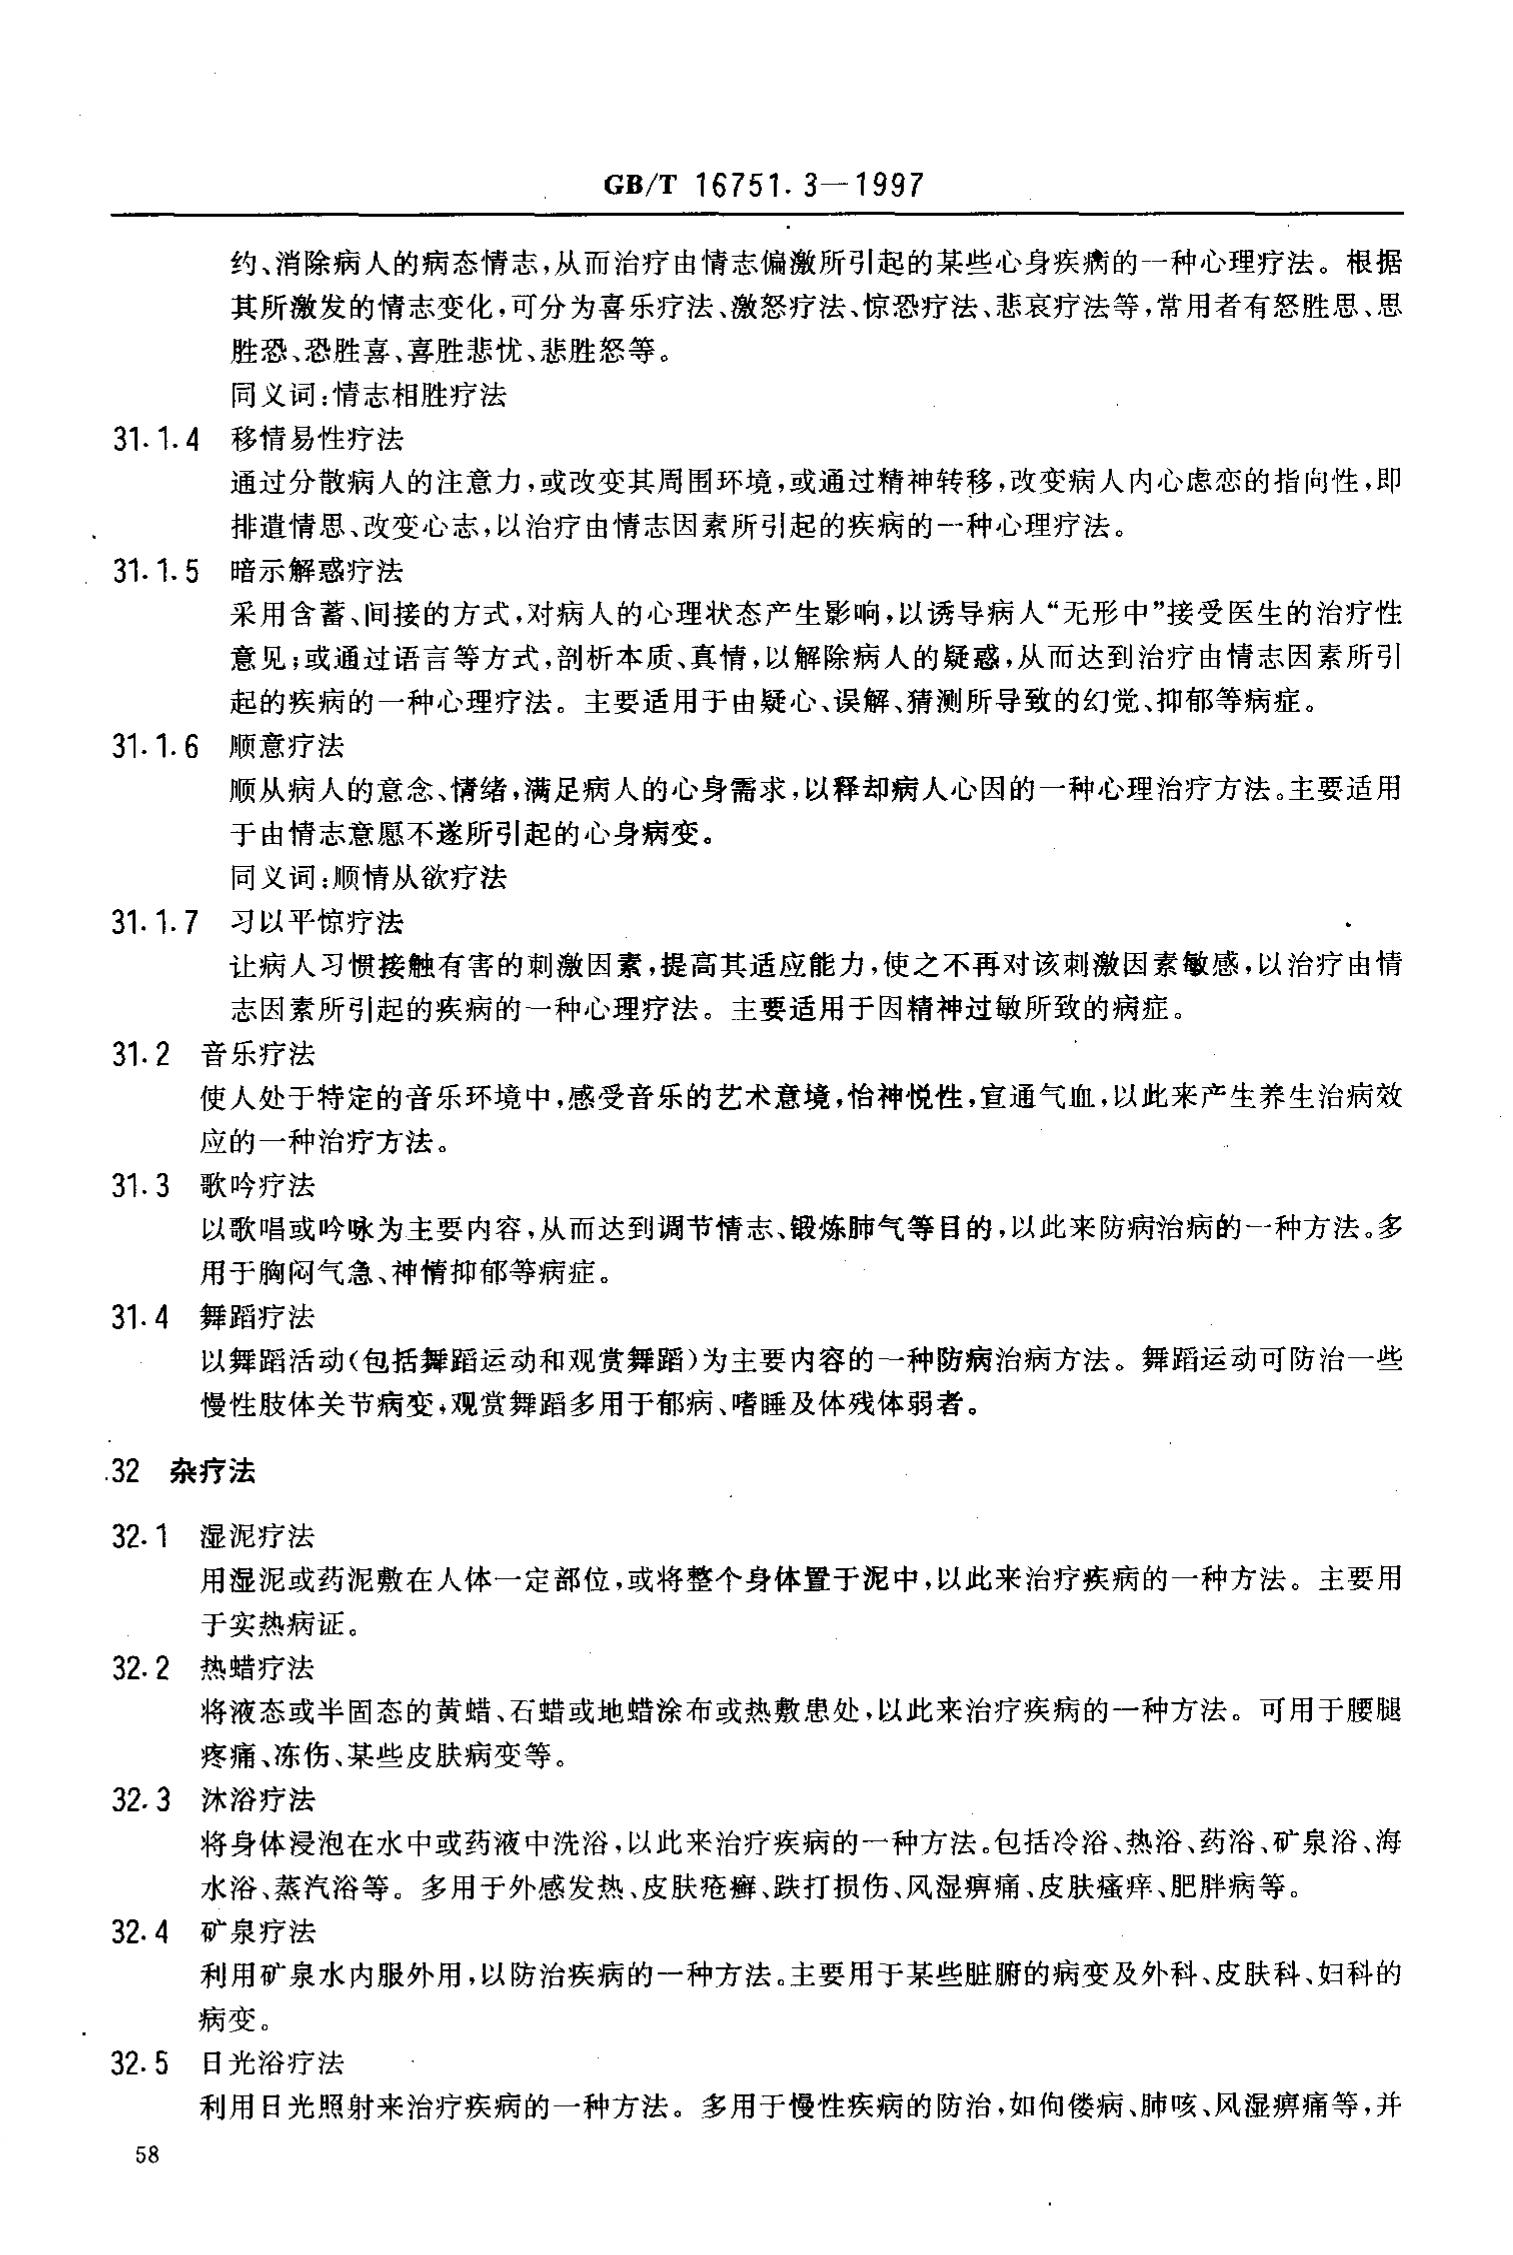 GB/T 16751.3—1997
约、消除病人的病态情志,从而治疗由情志偏激所引起的某些心身疾病的一种心理疗法。根据
其所激发的情志变化,可分为喜乐疗法、激怒疗法、惊恐疗法、悲哀疗法等,常用者有怒胜思、思
胜恐、恐胜喜、喜胜悲忧、悲胜怒等。
同义词:情志相胜疗法
31.1.4 移情易性疗法
通过分散病人的注意力,或改变其周围环境,或通过精神转移,改变病人内心虑恋的指向性,即
排遣情思、改变心志,以治疗由情志因素所引起的疾病的一种心理疗法。
31.1.5 暗示解惑疗法
采用含蓄、间接的方式,对病人的心理状态产生影响,以诱导病人“无形中”接受医生的治疗性
意见;或通过语言等方式,剖析本质、真情,以解除病人的疑惑,从而达到治疗由情志因素所引
起的疾病的一种心理疗法。主要适用于由疑心、误解、猜测所导致的幻觉、抑郁等病症。
31.1.6 顺意疗法
顺从病人的意念、情绪,满足病人的心身需求,以释却病人心因的一种心理治疗方法。主要适用
于由情志意愿不遂所引起的心身病变。
同义词:顺情从欲疗法
31.1.7 习以平惊疗法
让病人习惯接触有害的刺激因素,提高其适应能力,使之不再对该刺激因素敏感,以治疗由情
志因素所引起的疾病的一种心理疗法。主要适用于因精神过敏所致的病症。
31.2 音乐疗法
使人处于特定的音乐环境中,感受音乐的艺术意境,怡神悦性,宣通气血,以此来产生养生治病效
应的一种治疗方法。
31.3 歌吟疗法
以歌唱或吟咏为主要内容,从而达到调节情志、锻炼肺气等目的,以此来防病治病的一种方法。多
用于胸闷气急、神情抑郁等病症。
31.4 舞蹈疗法
以舞蹈活动(包括舞蹈运动和观赏舞蹈)为主要内容的一种防病治病方法。舞蹈运动可防治一些
慢性肢体关节病变,观赏舞蹈多用于郁病、嗜睡及体残体弱者。
32 杂疗法
32.1 湿泥疗法
用湿泥或药泥敷在人体一定部位,或将整个身体置于泥中,以此来治疗疾病的一种方法。主要用
于实热病证。
32.2 热蜡疗法
将液态或半固态的黄蜡、石蜡或地蜡涂布或热敷患处,以此来治疗疾病的一种方法。可用于腰腿
疼痛、冻伤、某些皮肤病变等。
32.3 沐浴疗法
将身体浸泡在水中或药液中洗浴,以此来治疗疾病的一种方法。包括冷浴、热浴、药浴、矿泉浴、海
水浴、蒸汽浴等。多用于外感发热、皮肤疮癣、跌打损伤、风湿痹痛、皮肤瘙痒、肥胖病等。
32.4 矿泉疗法
利用矿泉水内服外用,以防治疾病的一种方法。主要用于某些脏腑的病变及外科、皮肤科、妇科的
病变。
32.5 日光浴疗法
利用日光照射来治疗疾病的一种方法。多用于慢性疾病的防治,如佝偻病、肺咳、风湿痹痛等,并
58